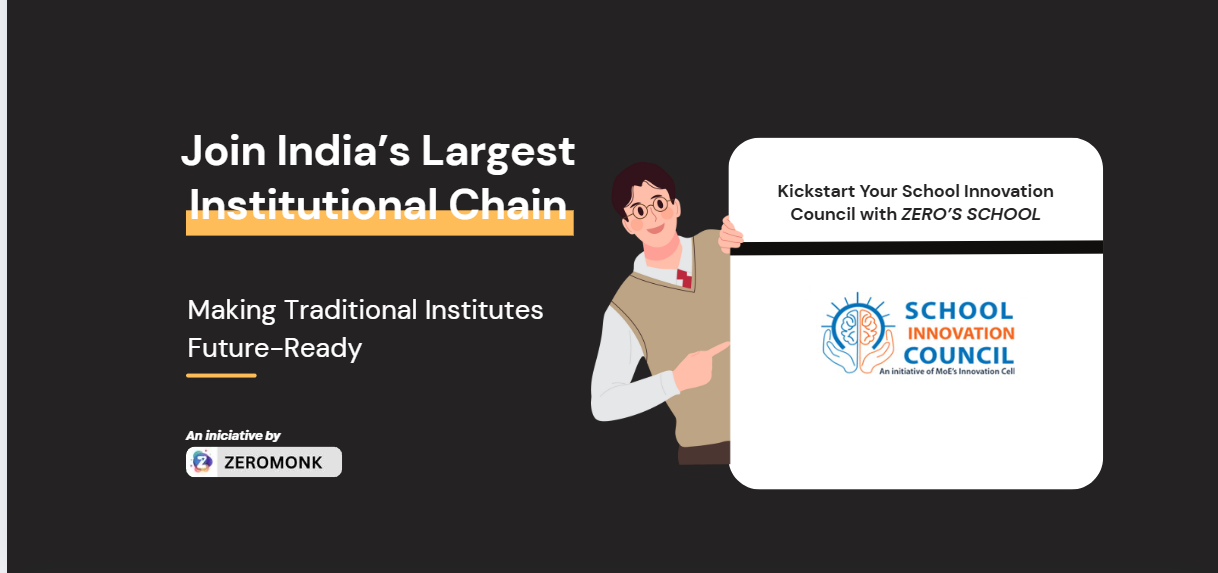 Join India’s Largest
Institutional Chain
Making Traditional Institutes
Future-Ready
An iniciative by
ZEROMONK
Kickstart Your School Innovation
Council with ZERO’S SCHOOL
SCHOOL
INNOVATION
COUNCIL
An initiative of MoE's Innovation Cell